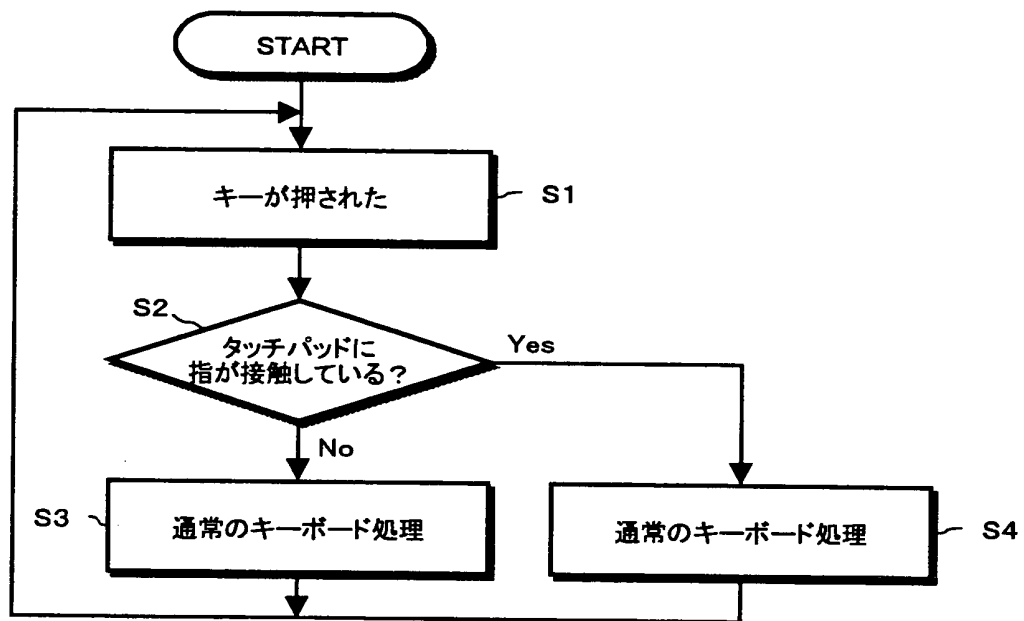 START
キーが押された
S1
S2
タッチパッドに
指が接触している?
Yes
No
S3
通常のキーボード処理
通常のキーボード処理
S4